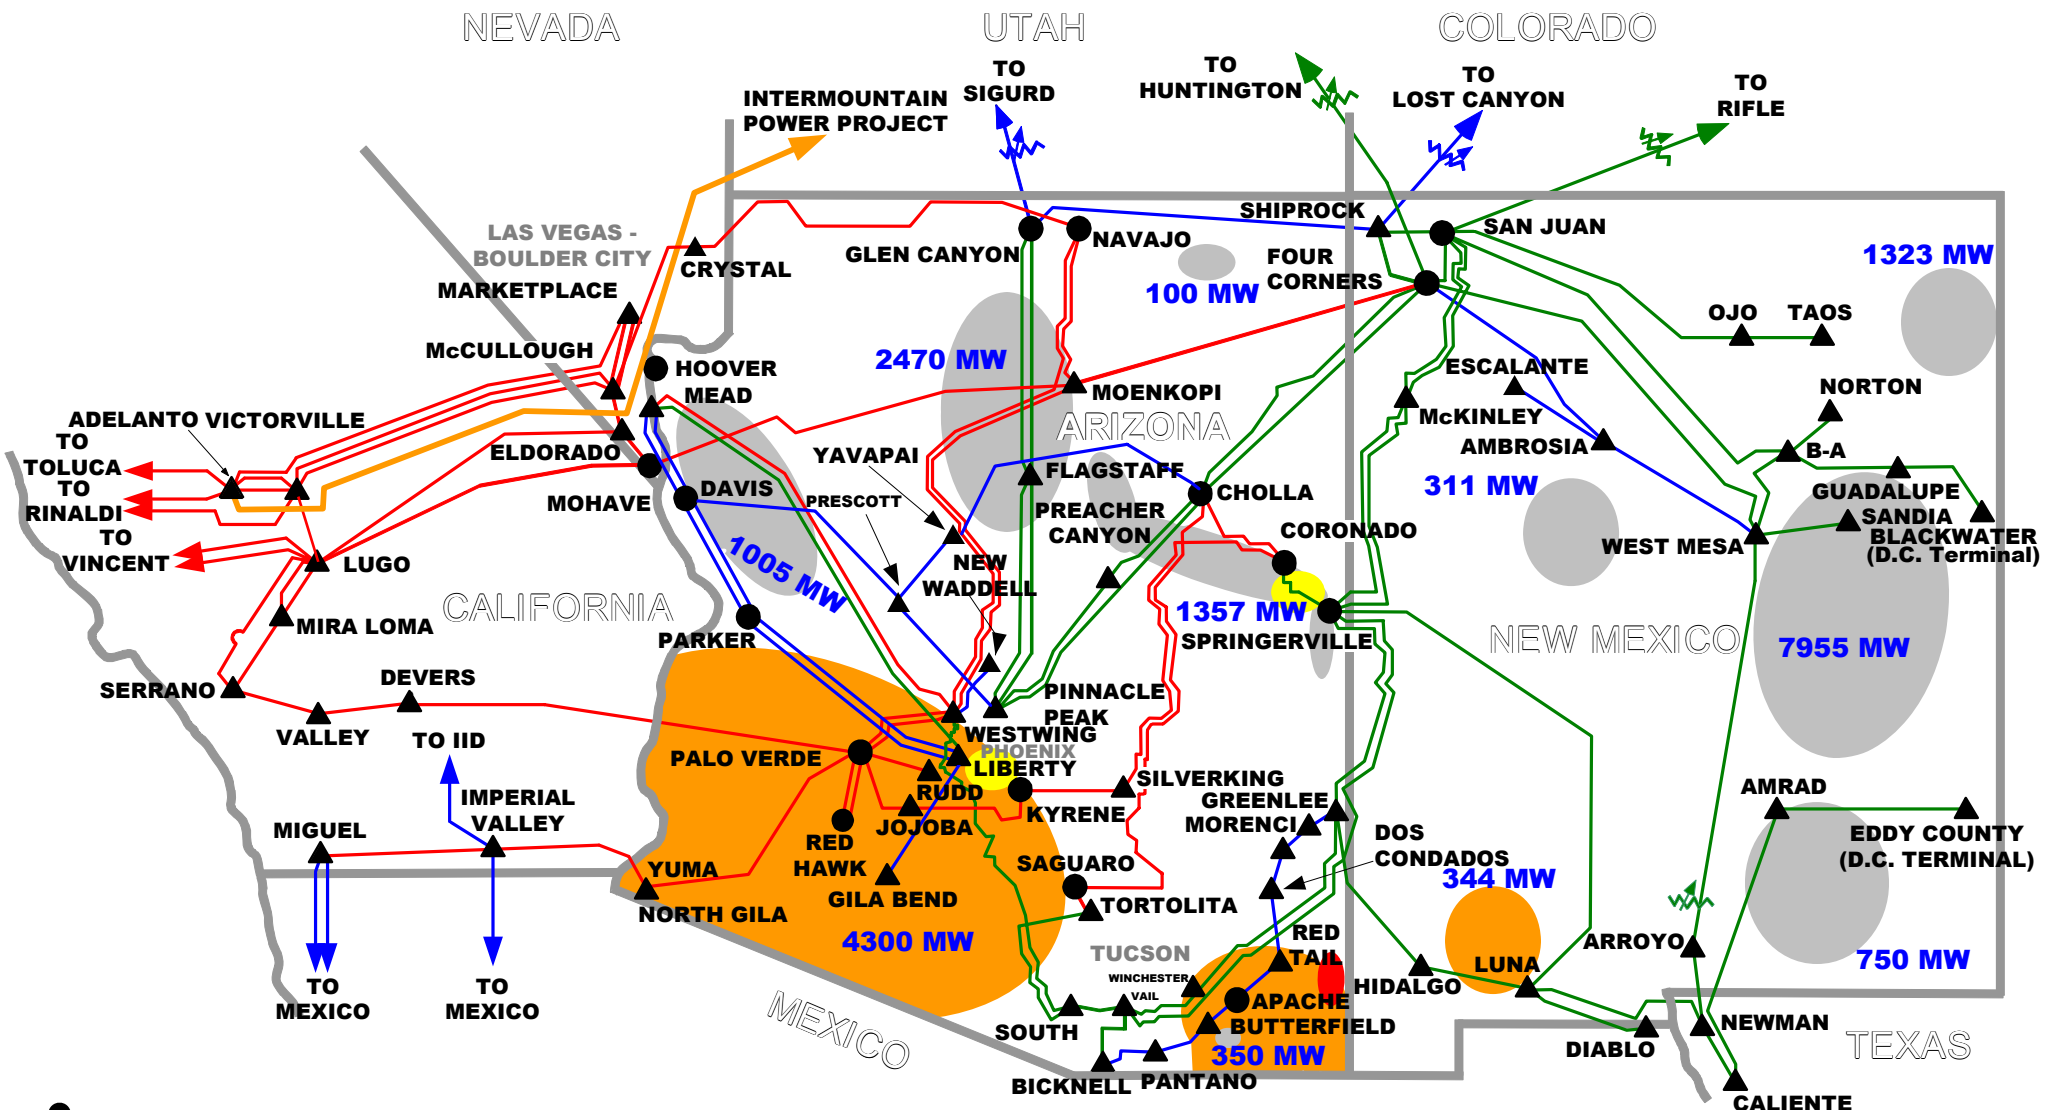 NEVADA
UTAH
COLORADO
TO
SIGURD
TO
HUNTINGTON
TO
LOST CANYON
TO
RIFLE
INTERMOUNTAIN
POWER PROJECT
LAS VEGAS -
BOULDER CITY
CRYSTAL
MARKETPLACE
McCULLOUGH
GLEN CANYON
NAVAJO
SHIPROCK
SAN JUAN
FOUR
CORNERS
100 MW
1323 MW
OJO
TAOS
HOOVER
MEAD
2470 MW
MOENKOPI
ARIZONA
ESCALANTE
McKINLEY
AMBROSIA
NORTON
B-A
ADELANTO
VICTORVILLE
TO
TOLUCA
TO
RINALDI
TO
VINCENT
ELDORADO
MOHAVE
DAVIS
YAVAPAI
PRESCOTT
FLAGSTAFF
PREACHER
CANYON
CHOLLA
CORONADO
311 MW
GUADALUPE
SANDIA
BLACKWATER
(D.C. Terminal)
WEST MESA
LUGO
1005 MW
NEW
WADDELL
CALIFORNIA
MIRA LOMA
PARKER
1357 MW
SPRINGERVILLE
NEW MEXICO
7955 MW
SERRANO
DEVERS
VALLEY
TO IID
PINNACLE
PEAK
WESTWING
PHOENIX
LIBERTY
PALO VERDE
RUDD
KYRENE
SILVERKING
GREENLEE
MORENCI
JOJOBA
RED
HAWK
AMRAD
EDDY COUNTY
(D.C. TERMINAL)
IMPERIAL
VALLEY
MIGUEL
YUMA
NORTH GILA
GILA BEND
SAGUARO
TORTOLITA
DOS
CONDADOS
344 MW
4300 MW
TUCSON
WINCHESTER
VAIL
RED
TAIL
HIDALGO
LUNA
ARROYO
750 MW
TO
MEXICO
TO
MEXICO
MEXICO
SOUTH
APACHE
BUTTERFIELD
350 MW
BICKNELL
PANTANO
DIABLO
NEWMAN
TEXAS
CALIENTE